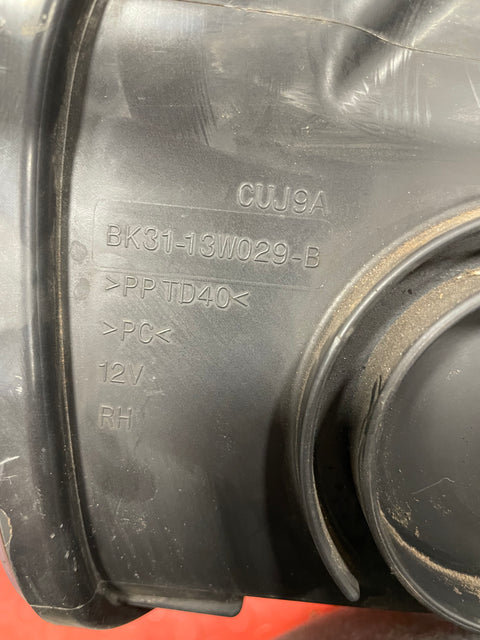 CUJ9A
BK31-13W029-B
>PP TD40<
>PC<
12V
RH